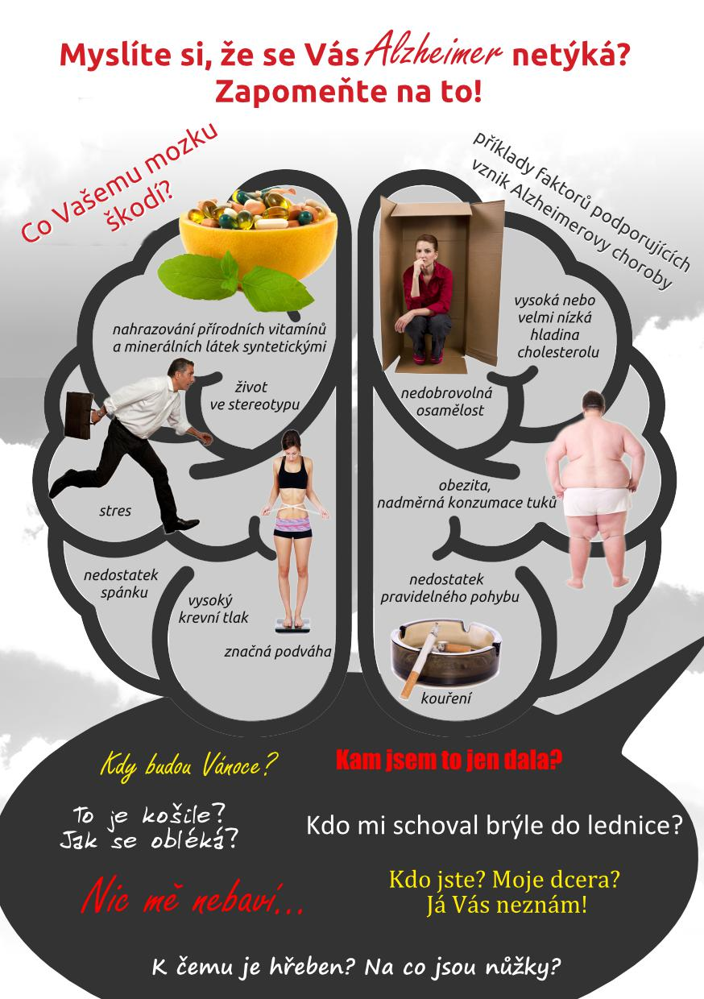 Myslíte si, že se Vás Alzheimer netýká?
Zapomeňte na to!
Co Vašemu mozku
škodí?
příklady faktorů podporujících
vznik Alzheimerovy choroby
nahrazování přírodních vitamínů
a minerálních látek syntetickými
život
ve stereotypu
stres
nedostatek
spánku
vysoký
krevní tlak
značná podváha
vysoká nebo
velmi nízká
hladina
cholesterolu
nedobrovolná
osamělost
obezita,
nadměrná konzumace tuků
nedostatek
pravidelného pohybu
kouření
Kdy budou Vánoce?
Kam jsem to jen dala?
To je košile?
Jak se obléká?
Kdo mi schoval brýle do lednice?
Nic mě nebaví...
Kdo jste? Moje dcera?
Já Vás neznám!
K čemu je hřeben? Na co jsou nůžky?